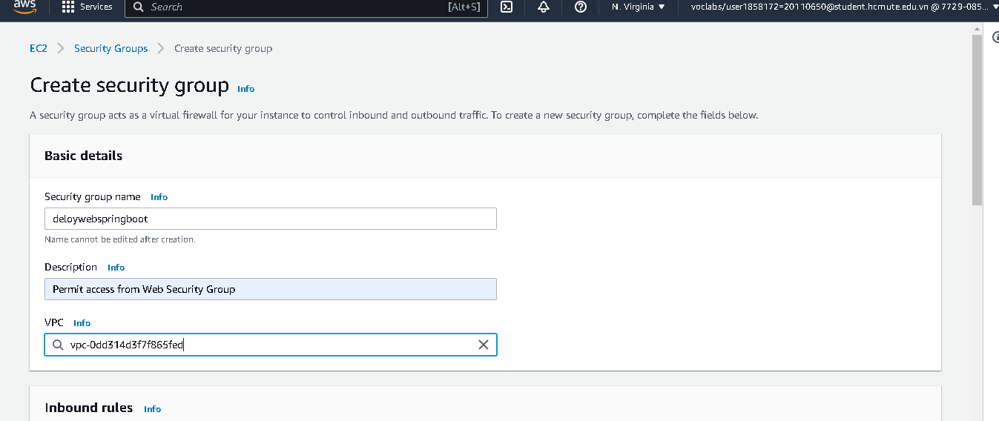 aws Services Search [Alt+S] N. Virginia voclabs/user1858172=20110650@student.hcmute.edu.vn @ 7729-085...
EC2 Security Groups Create security group
Create security group Info
A security group acts as a virtual firewall for your instance to control inbound and outbound traffic. To create a new security group, complete the fields below.
Basic details
Security group name Info
deloywebspringboot
Name cannot be edited after creation.
Description Info
Permit access from Web Security Group
VPC Info
vpc-0dd314d3f7f865fed
Inbound rules Info